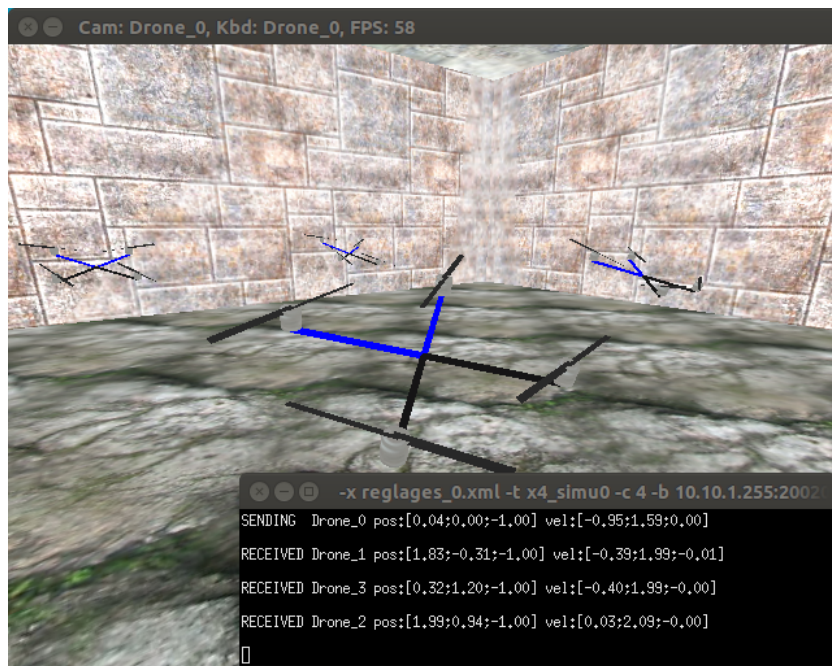 Cam: Drone_0, Kbd: Drone_0, FPS: 58
-x reglages_0.xml -t x4_simu0 -c 4 -b 10.10.1.255:20020
SENDING Drone_0 pos:[0.04;0.00;-1.00] vel:[-0.95;1.59;0.00]
RECEIVED Drone_1 pos:[1.83;-0.31;-1.00] vel:[-0.39;1.99;-0.01]
RECEIVED Drone_3 pos:[0.32;1.20;-1.00] vel:[-0.40;1.99;-0.00]
RECEIVED Drone_2 pos:[1.99;0.94;-1.00] vel:[0.03;2.09;-0.00]